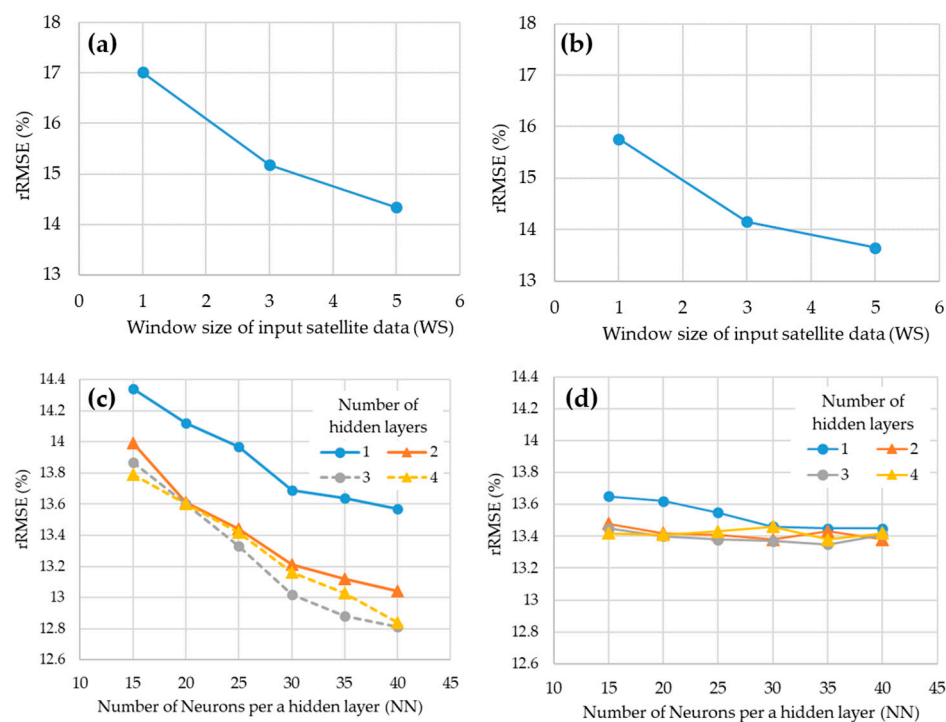 (a)
18
17
16
15
14
13
rRMSE (%)
0 1 2 3 4 5 6
Window size of input satellite data (WS)
(b)
18
17
16
15
14
13
rRMSE (%)
0 1 2 3 4 5 6
Window size of input satellite data (WS)
(c)
14.4
14.2
14
13.8
13.6
13.4
13.2
13
12.8
12.6
rRMSE (%)
Number of
hidden layers
1 2
3 4
10 15 20 25 30 35 40 45
Number of Neurons per a hidden layer (NN)
(d)
14.4
14.2
14
13.8
13.6
13.4
13.2
13
12.8
12.6
rRMSE (%)
Number of
hidden layers
1 2
3 4
10 15 20 25 30 35 40 45
Number of Neurons per a hidden layer (NN)